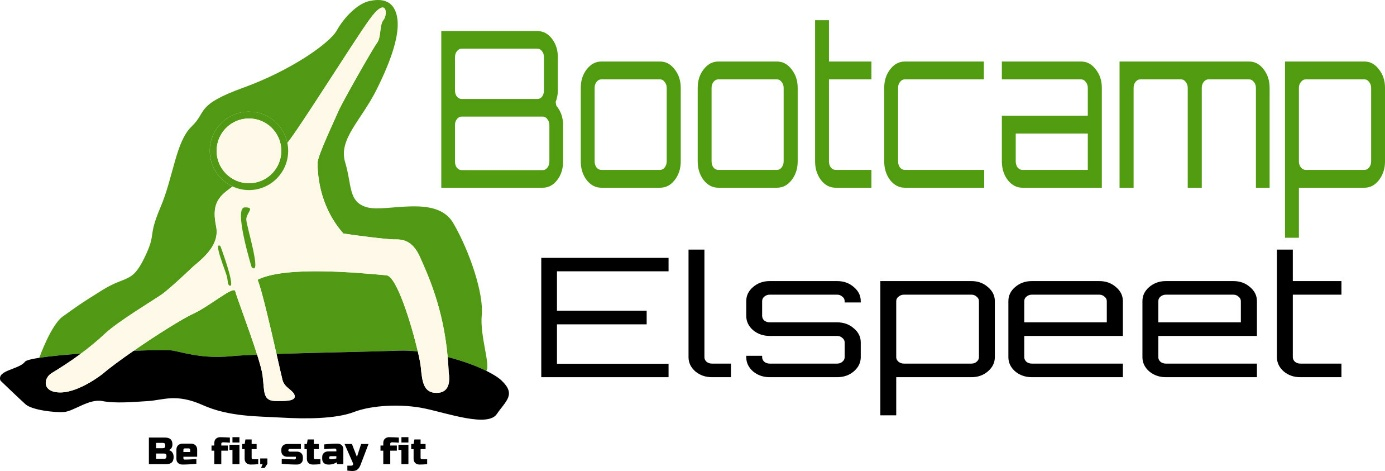 Bootcamp
Elspeet
Be fit, stay fit